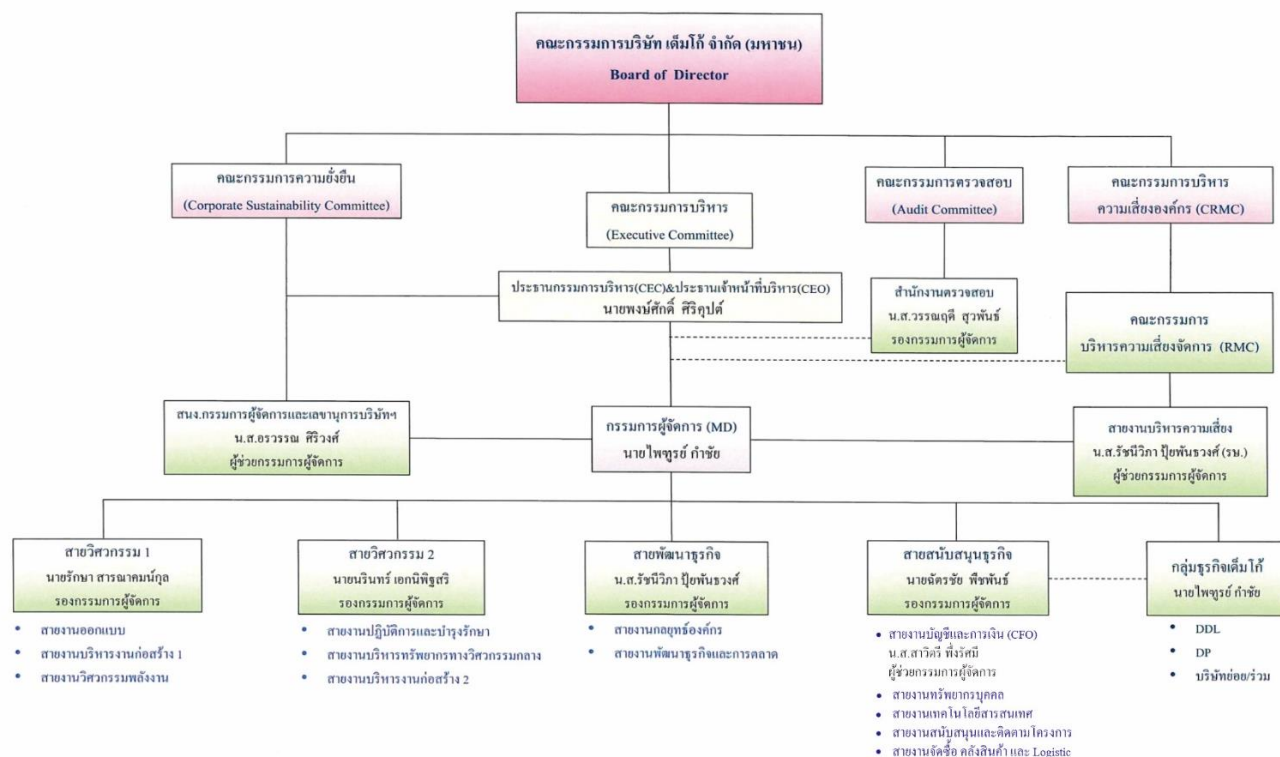 คณะกรรมการบริษัท เด็มโก้ จำกัด (มหาชน)
Board of Director
คณะกรรมการความยั่งยืน
(Corporate Sustainability Committee)
คณะกรรมการบริหาร
(Executive Committee)
คณะกรรมการตรวจสอบ
(Audit Committee)
คณะกรรมการบริหาร
ความเสี่ยงองค์กร (CRMC)
ประธานกรรมการบริหาร(CEC)&ประธานเจ้าหน้าที่บริหาร(CEO)
นายพงษ์ศักดิ์ ศิริคุปต์
สำนักงานตรวจสอบ
น.ส.วรรณฤดี สุวพันธ์
รองกรรมการผู้จัดการ
คณะกรรมการ
บริหารความเสี่ยงจัดการ (RMC)
สนง.กรรมการผู้จัดการและเลขานุการบริษัทฯ
น.ส.อรวรรณ ศิริวงศ์
ผู้ช่วยกรรมการผู้จัดการ
กรรมการผู้จัดการ (MD)
นายไพฑูรย์ กำชัย
สายงานบริหารความเสี่ยง
น.ส.รัชนีวิภา ปุ้ยพันธวงศ์ (รษ.)
ผู้ช่วยกรรมการผู้จัดการ
สายวิศวกรรม 1
นายรักษา สารณาคมน์กุล
รองกรรมการผู้จัดการ
• สายงานออกแบบ
• สายงานบริหารงานก่อสร้าง 1
• สายงานวิศวกรรมพลังงาน
สายวิศวกรรม 2
นายนรินทร์ เอกนิพิฐสริ
รองกรรมการผู้จัดการ
• สายงานปฏิบัติการและบำรุงรักษา
• สายงานบริหารทรัพยากรทางวิศวกรรมกลาง
• สายงานบริหารงานก่อสร้าง 2
สายพัฒนาธุรกิจ
น.ส.รัชนีวิภา ปุ้ยพันธวงศ์
รองกรรมการผู้จัดการ
• สายงานกลยุทธ์องค์กร
• สายงานพัฒนาธุรกิจและการตลาด
สายสนับสนุนธุรกิจ
นายฉัตรชัย พืชพันธ์
รองกรรมการผู้จัดการ
• สายงานบัญชีและการเงิน (CFO)
น.ส.สาวิตรี พึ่งรัศมี
ผู้ช่วยกรรมการผู้จัดการ
• สายงานทรัพยากรบุคคล
• สายงานเทคโนโลยีสารสนเทศ
• สายงานสนับสนุนและติดตามโครงการ
• สายงานจัดซื้อ คลังสินค้า และ Logistic
กลุ่มธุรกิจเด็มโก้
นายไพฑูรย์ กำชัย
• DDL
• DP
• บริษัทย่อย/ร่วม